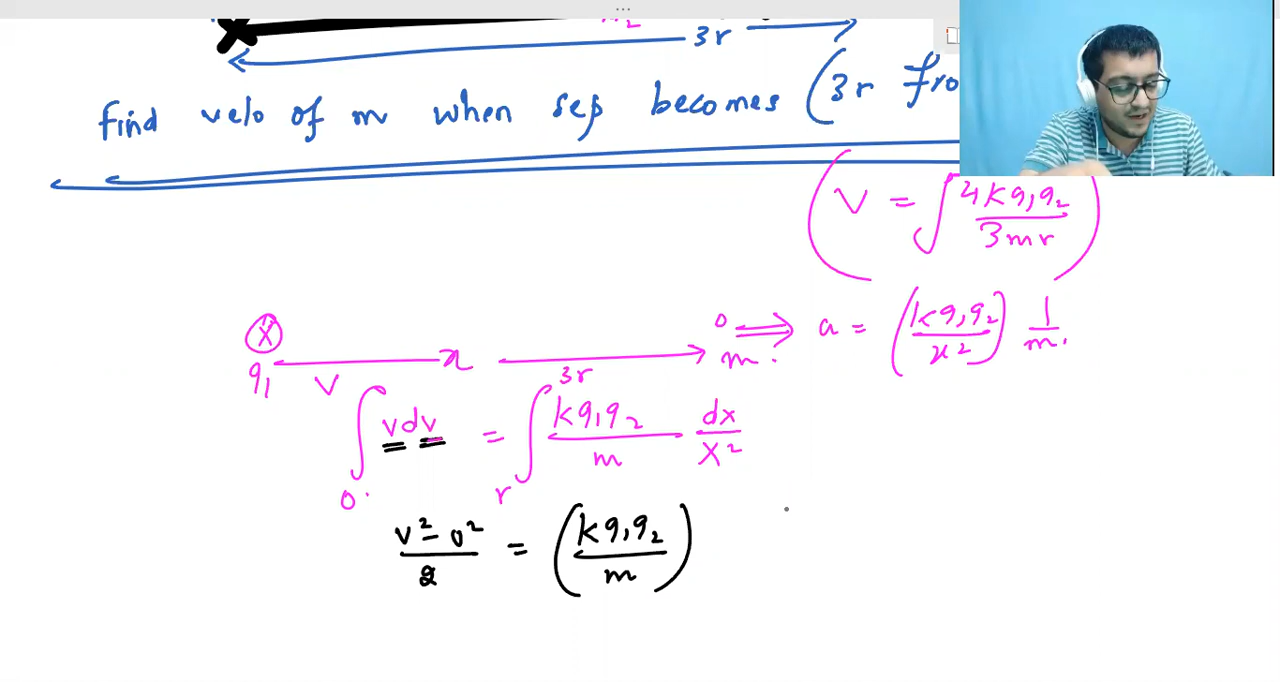 3r
find velo of m when sep becomes (3r fro
(V = √(4kq₁q₂ / 3mr))
x
q₁ x m. a = (kq₁q₂ / x²) 1/m.
∫₀^V v dv = ∫ᵣ^3r kq₁q₂/m dx/x²
(v² – 0²)/2 = (kq₁q₂/m)